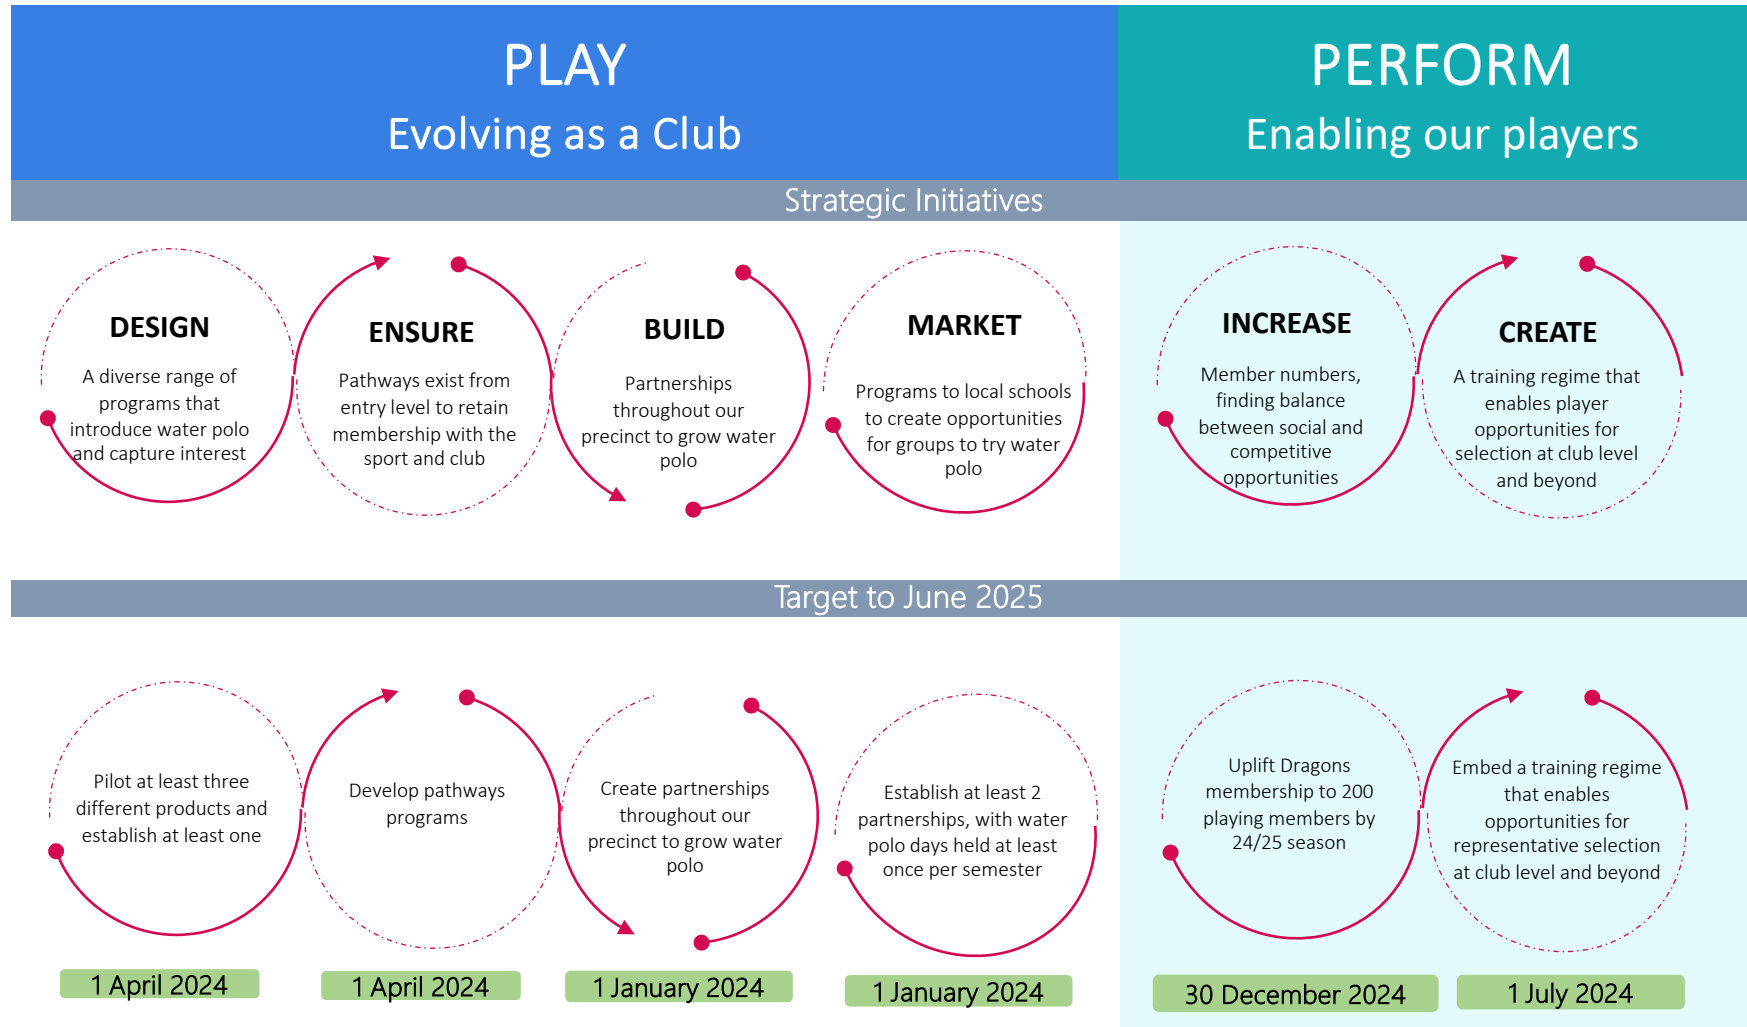 PLAY
Evolving as a Club
PERFORM
Enabling our players
Strategic Initiatives
DESIGN
A diverse range of
programs that
introduce water polo
and capture interest
ENSURE
Pathways exist from
entry level to retain
membership with the
sport and club
BUILD
Partnerships
throughout our
precinct to grow water
polo
MARKET
Programs to local schools
to create opportunities
for groups to try water
polo
INCREASE
Member numbers,
finding balance
between social and
competitive
opportunities
CREATE
A training regime that
enables player
opportunities for
selection at club level
and beyond
Target to June 2025
Pilot at least three
different products and
establish at least one
Develop pathways
programs
Create partnerships
throughout our
precinct to grow water
polo
Establish at least 2
partnerships, with water
polo days held at least
once per semester
Uplift Dragons
membership to 200
playing members by
24/25 season
Embed a training regime
that enables
opportunities for
representative selection
at club level and beyond
1 April 2024
1 April 2024
1 January 2024
1 January 2024
30 December 2024
1 July 2024